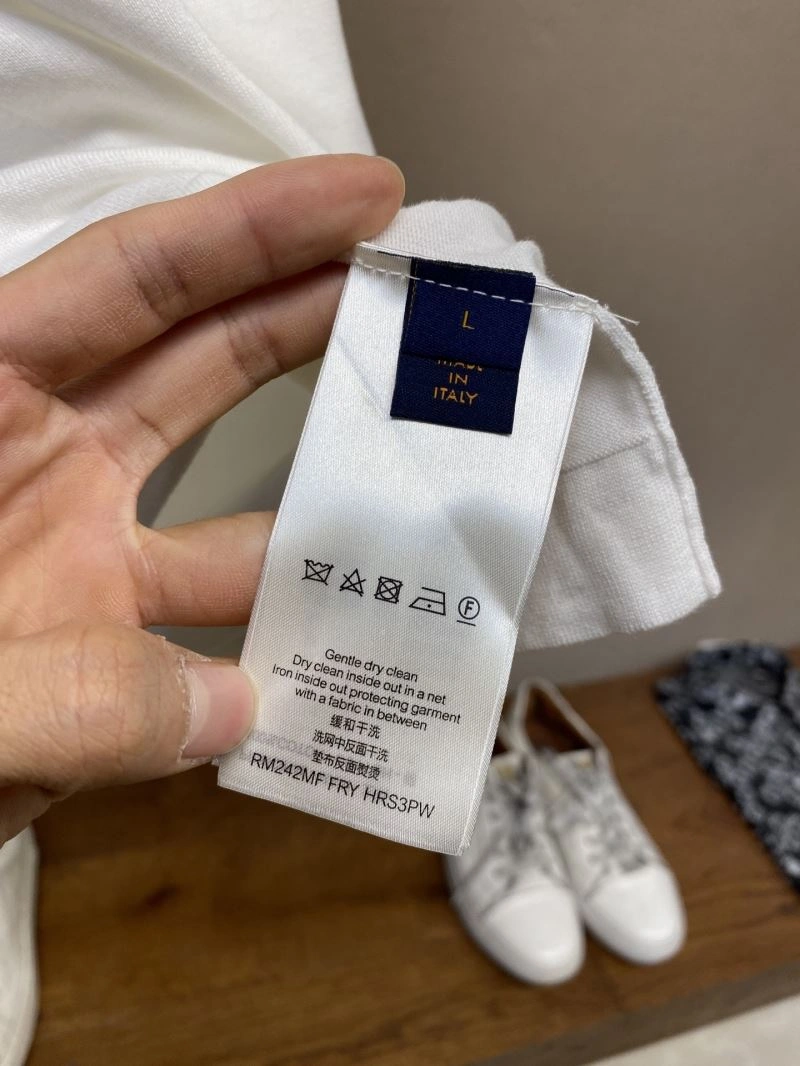 L
MADE
IN
ITALY
F
Gentle dry clean
Dry clean inside out in a net
Iron inside out protecting garment
with a fabric in between
缓和干洗
洗网中反面干洗
垫布反面熨烫
RM242MF FRY HRS3PW